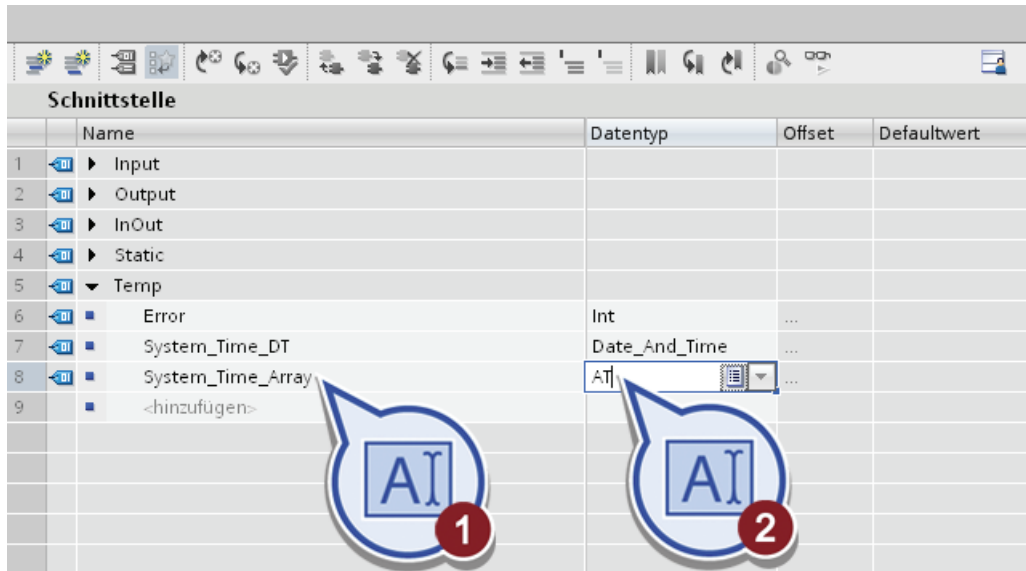 Schnittstelle
Name Datentyp Offset Defaultwert
1 Input
2 Output
3 InOut
4 Static
5 Temp
6 Error Int ...
7 System_Time_DT Date_And_Time ...
8 System_Time_Array AT ...
9 <hinzufügen>
AI AI
1 2